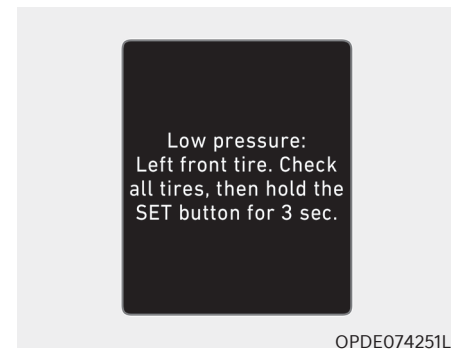 Low pressure:
Left front tire. Check
all tires, then hold the
SET button for 3 sec.
OPDE074251L